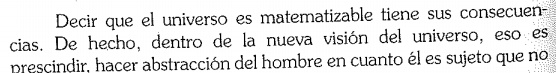 Decir que el universo es matematizable tiene sus consecuen-
cias. De hecho, dentro de la nueva visión del universo, eso es
prescindir, hacer abstracción del hombre en cuanto él es sujeto que no